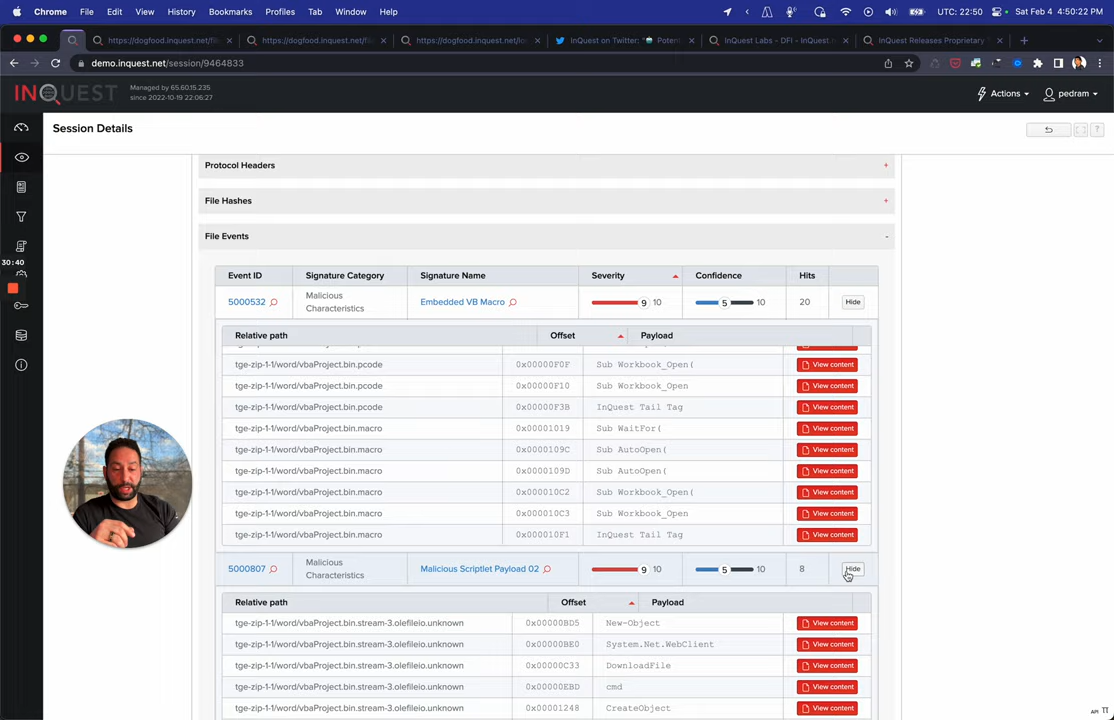 Chrome File Edit View History Bookmarks Profiles Tab Window Help UTC: 22:50 Sat Feb 4 4:50:22 PM
https://dogfood.inquest.net/fil × https://dogfood.inquest.net/fil × https://dogfood.inquest.net/io × InQuest on Twitter: " Potent × InQuest Labs - DFI - InQuest.n × InQuest Releases Proprietary × +
demo.inquest.net/session/9464833
INQUEST Managed by 65.60.15.235
since 2022-10-19 22:06:27
Actions pedram
Session Details
Protocol Headers +
File Hashes +
File Events -
30:40
Event ID Signature Category Signature Name Severity Confidence Hits
5000532 Malicious Characteristics Embedded VB Macro 9 10 5 10 20 Hide
Relative path Offset Payload
tge-zip-1-1/word/vbaProject.bin.pcode 0x00000F0F Sub Workbook_Open( View content
tge-zip-1-1/word/vbaProject.bin.pcode 0x00000F10 Sub Workbook_Open View content
tge-zip-1-1/word/vbaProject.bin.pcode 0x00000F3B InQuest Tail Tag View content
tge-zip-1-1/word/vbaProject.bin.macro 0x00001019 Sub WaitFor( View content
tge-zip-1-1/word/vbaProject.bin.macro 0x0000109C Sub AutoOpen( View content
tge-zip-1-1/word/vbaProject.bin.macro 0x0000109D Sub AutoOpen( View content
tge-zip-1-1/word/vbaProject.bin.macro 0x000010C2 Sub Workbook_Open( View content
tge-zip-1-1/word/vbaProject.bin.macro 0x000010C3 Sub Workbook_Open View content
tge-zip-1-1/word/vbaProject.bin.macro 0x000010F1 InQuest Tail Tag View content
5000807 Malicious Characteristics Malicious Scriptlet Payload 02 9 10 5 10 8 Hide
Relative path Offset Payload
tge-zip-1-1/word/vbaProject.bin.stream-3.olefileio.unknown 0x00000BD5 New-Object View content
tge-zip-1-1/word/vbaProject.bin.stream-3.olefileio.unknown 0x00000BE0 System.Net.WebClient View content
tge-zip-1-1/word/vbaProject.bin.stream-3.olefileio.unknown 0x00000C33 DownloadFile View content
tge-zip-1-1/word/vbaProject.bin.stream-3.olefileio.unknown 0x00000EBD cmd View content
tge-zip-1-1/word/vbaProject.bin.stream-3.olefileio.unknown 0x00001248 CreateObject View content